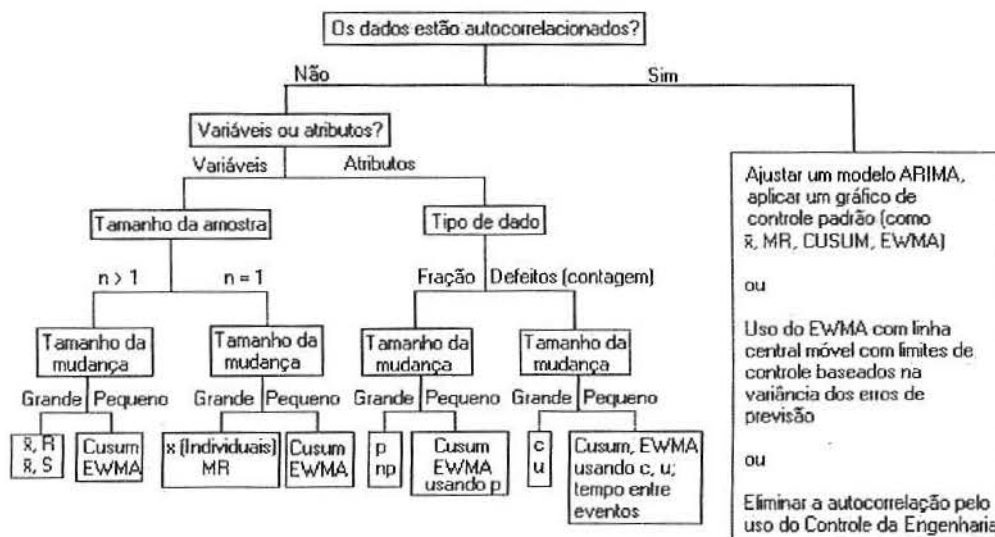 Os dados estão autocorrelacionados?
Não
Sim
Variáveis ou atributos?
Variáveis
Atributos
Tamanho da amostra
Tipo de dado
n > 1
n = 1
Fração
Defeitos (contagem)
Tamanho da
mudança
Tamanho da
mudança
Tamanho da
mudança
Tamanho da
mudança
Grande
Pequeno
Grande
Pequeno
Grande
Pequeno
Grande
Pequeno
x̄, R
x̄, S
Cusum
EWMA
x (Individuais)
MR
Cusum
EWMA
p
np
Cusum
EWMA
usando p
c
u
Cusum, EWMA
usando c, u;
tempo entre
eventos
Ajustar um modelo ARIMA,
aplicar um gráfico de
controle padrão (como
x̄, MR, CUSUM, EWMA)
ou
Uso do EWMA com linha
central móvel com limites de
controle baseados na
variância dos erros de
previsão
ou
Eliminar a autocorrelação pelo
uso do Controle da Engenharia